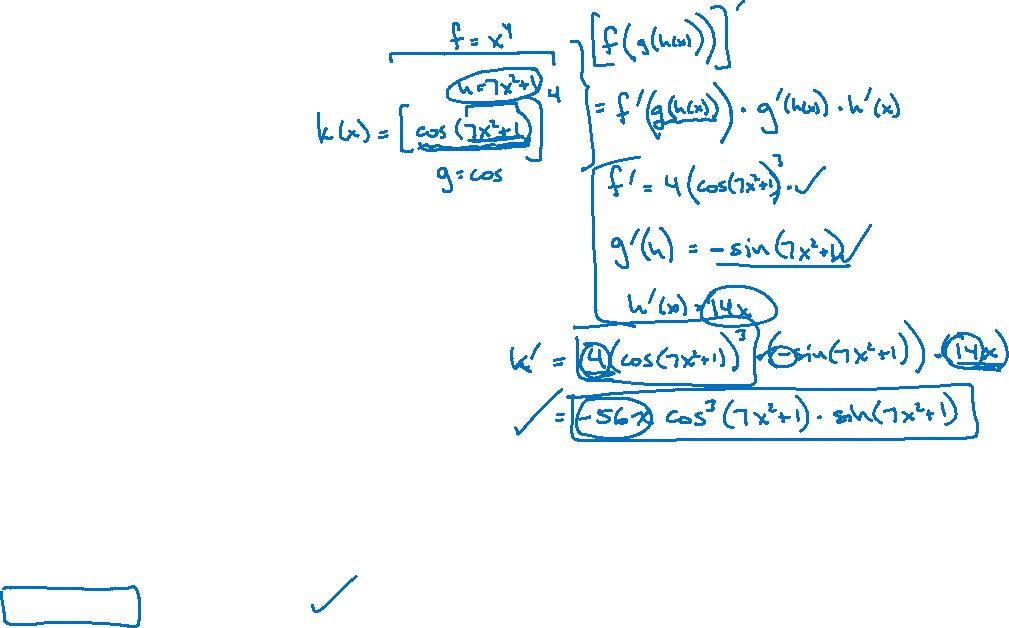 f = x⁴
[f(g(h(x)))]'
h=7x²+1
k(x) = [cos(7x²+1)]⁴
= f'(g(h(x))) · g'(h(x)) · h'(x)
g = cos
f' = 4(cos(7x²+1))³ · ✓
g'(h) = -sin(7x²+1) ✓
h'(x) = 14x
k' = 4(cos(7x²+1))³ · (-sin(7x²+1)) · (14x)
✓ = -56x cos³(7x²+1) · sin(7x²+1)
✓